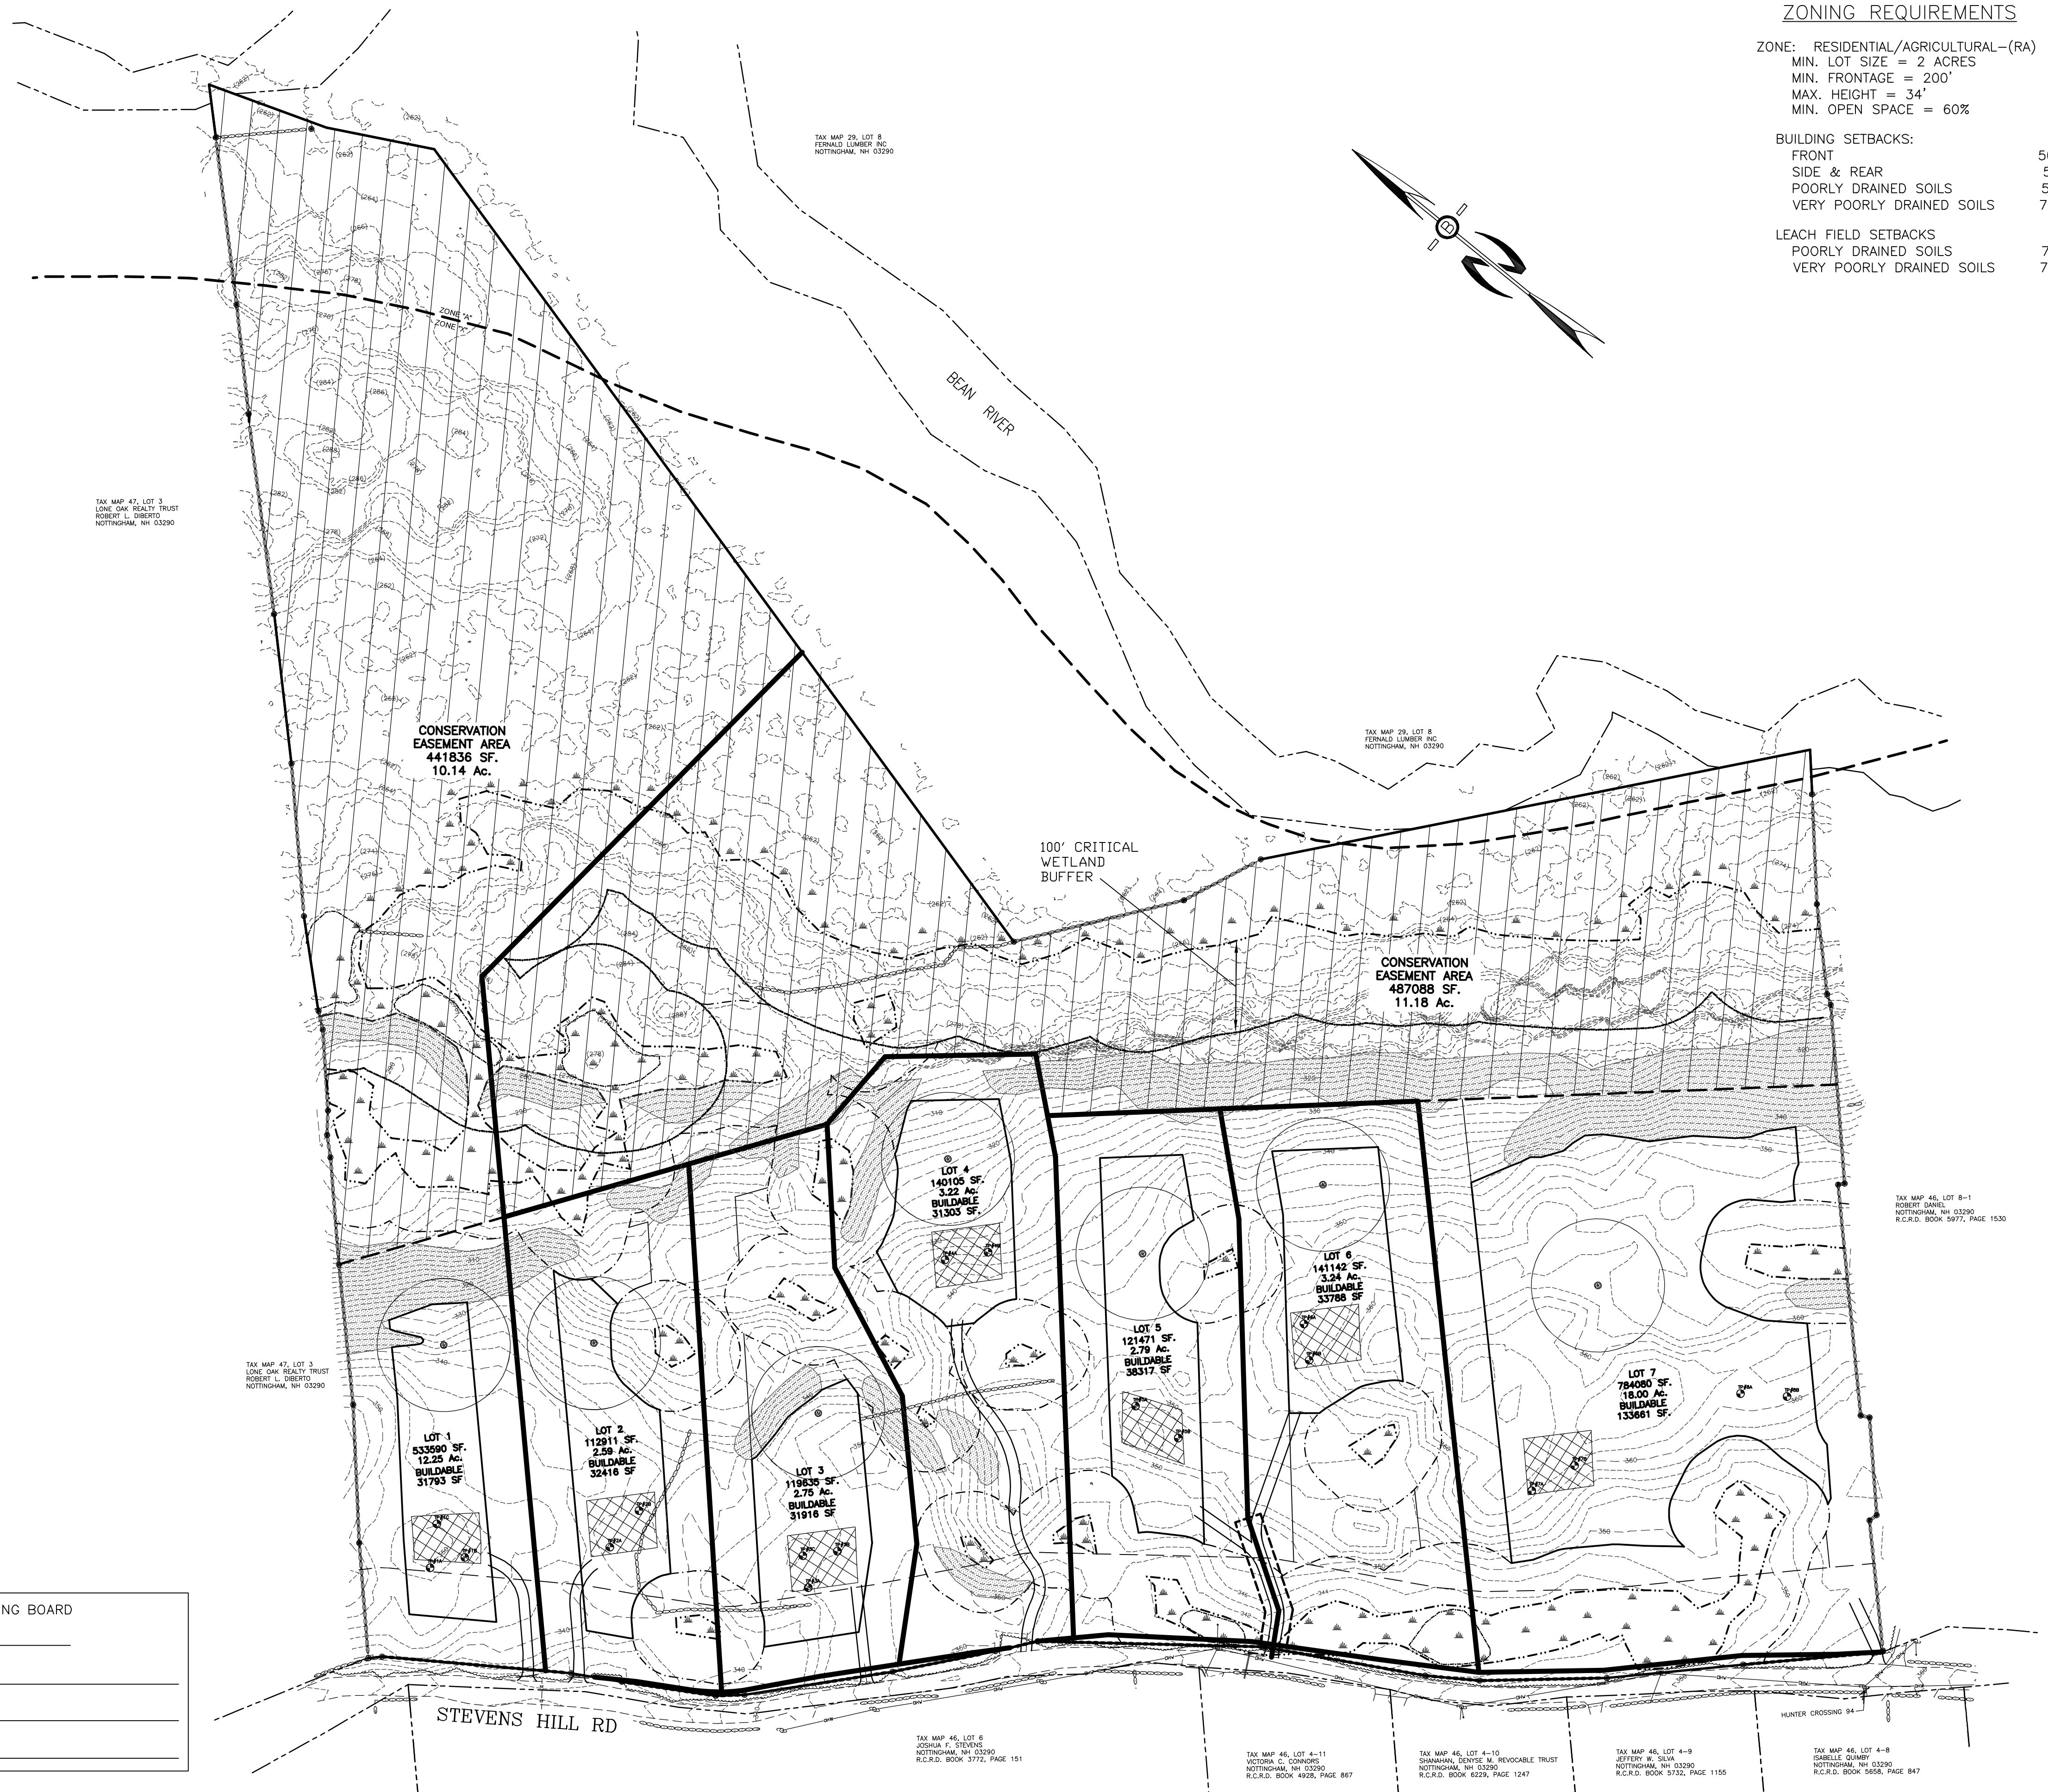 ZONING REQUIREMENTS
ZONE: RESIDENTIAL/AGRICULTURAL-(RA)
MIN. LOT SIZE = 2 ACRES
MIN. FRONTAGE = 200'
MAX. HEIGHT = 34'
MIN. OPEN SPACE = 60%
BUILDING SETBACKS:
FRONT
SIDE & REAR
POORLY DRAINED SOILS
VERY POORLY DRAINED SOILS
LEACH FIELD SETBACKS
POORLY DRAINED SOILS
VERY POORLY DRAINED SOILS
TAX MAP 29, LOT 8
FERNALD LUMBER INC
NOTTINGHAM, NH 03290
ZONE "A"
ZONE "X"
BEAN RIVER
TAX MAP 47, LOT 3
LONE OAK REALTY TRUST
ROBERT L. DIBERTO
NOTTINGHAM, NH 03290
CONSERVATION
EASEMENT AREA
441836 SF.
10.14 Ac.
TAX MAP 29, LOT 8
FERNALD LUMBER INC
NOTTINGHAM, NH 03290
100' CRITICAL
WETLAND
BUFFER
CONSERVATION
EASEMENT AREA
487088 SF.
11.18 Ac.
LOT 4
140105 SF.
3.22 Ac.
BUILDABLE
31303 SF.
TAX MAP 46, LOT 8-1
ROBERT DANIEL
NOTTINGHAM, NH 03290
R.C.R.D. BOOK 5977, PAGE 1530
LOT 6
141142 SF.
3.24 Ac.
BUILDABLE
33788 SF
LOT 5
121471 SF.
2.79 Ac.
BUILDABLE
38317 SF
TAX MAP 47, LOT 3
LONE OAK REALTY TRUST
ROBERT L. DIBERTO
NOTTINGHAM, NH 03290
LOT 7
784080 SF.
18.00 Ac.
BUILDABLE
133661 SF.
LOT 1
533590 SF.
12.25 Ac.
BUILDABLE
31793 SF
LOT 2
112911 SF.
2.59 Ac.
BUILDABLE
32416 SF
LOT 3
119635 SF.
2.75 Ac.
BUILDABLE
31916 SF
NG BOARD
STEVENS HILL RD
HUNTER CROSSING 94
TAX MAP 46, LOT 6
JOSHUA F. STEVENS
NOTTINGHAM, NH 03290
R.C.R.D. BOOK 3772, PAGE 151
TAX MAP 46, LOT 4-11
VICTORIA C. CONNORS
NOTTINGHAM, NH 03290
R.C.R.D. BOOK 4928, PAGE 867
TAX MAP 46, LOT 4-10
SHANAHAN, DENYSE M. REVOCABLE TRUST
NOTTINGHAM, NH 03290
R.C.R.D. BOOK 6229, PAGE 1247
TAX MAP 46, LOT 4-9
JEFFERY W. SILVA
NOTTINGHAM, NH 03290
R.C.R.D. BOOK 5732, PAGE 1155
TAX MAP 46, LOT 4-8
ISABELLE QUIMBY
NOTTINGHAM, NH 03290
R.C.R.D. BOOK 5658, PAGE 847